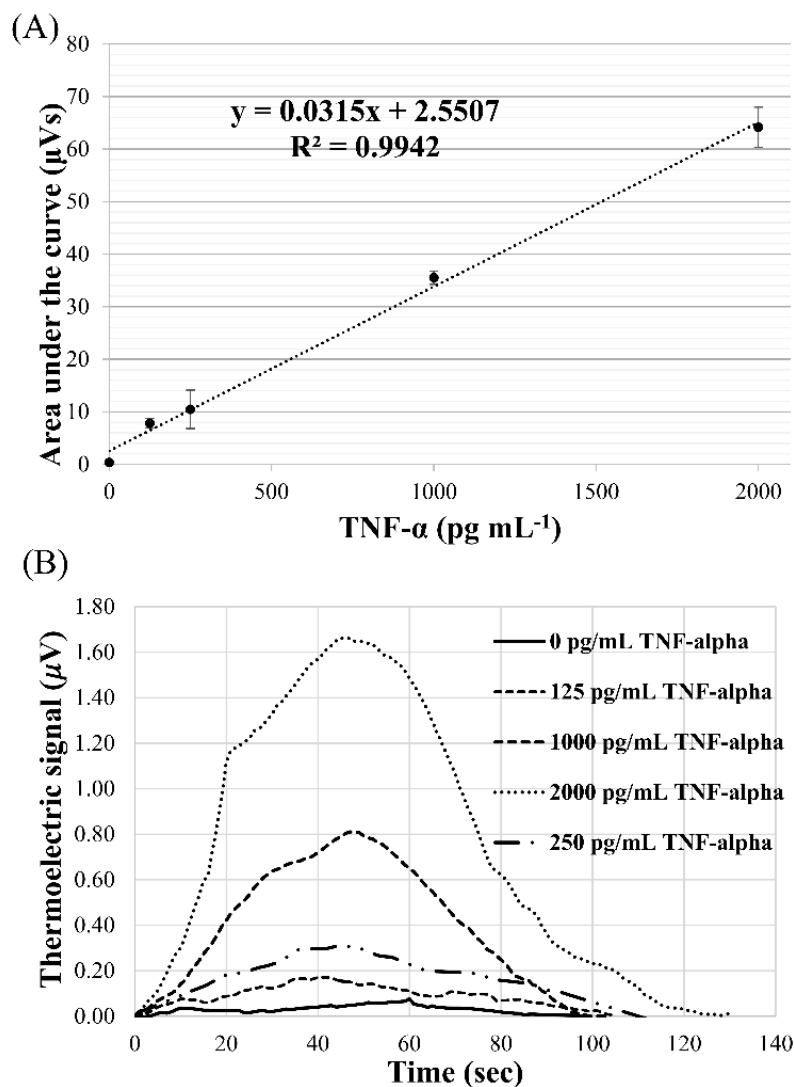 (A)
80
70
60
50
40
30
20
10
0
Area under the curve (µVs)
y = 0.0315x + 2.5507
R² = 0.9942
0 500 1000 1500 2000
TNF-α (pg mL⁻¹)
(B)
1.80
1.60
1.40
1.20
1.00
0.80
0.60
0.40
0.20
0.00
Thermoelectric signal (µV)
0 pg/mL TNF-alpha
125 pg/mL TNF-alpha
1000 pg/mL TNF-alpha
2000 pg/mL TNF-alpha
250 pg/mL TNF-alpha
0 20 40 60 80 100 120 140
Time (sec)